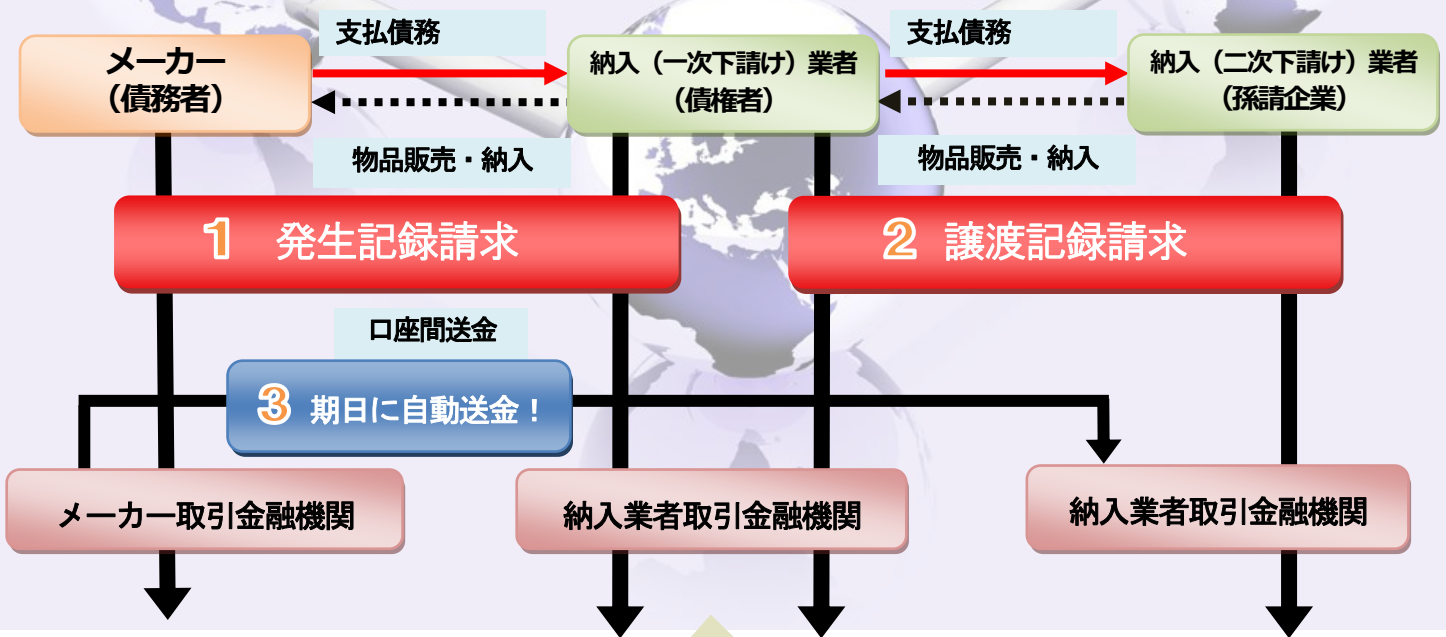 支払債務
支払債務
メーカー
（債務者）
納入（一次下請け）業者
（債権者）
納入（二次下請け）業者
（孫請企業）
物品販売・納入
物品販売・納入
1 発生記録請求
2 譲渡記録請求
口座間送金
3 期日に自動送金！
メーカー取引金融機関
納入業者取引金融機関
納入業者取引金融機関